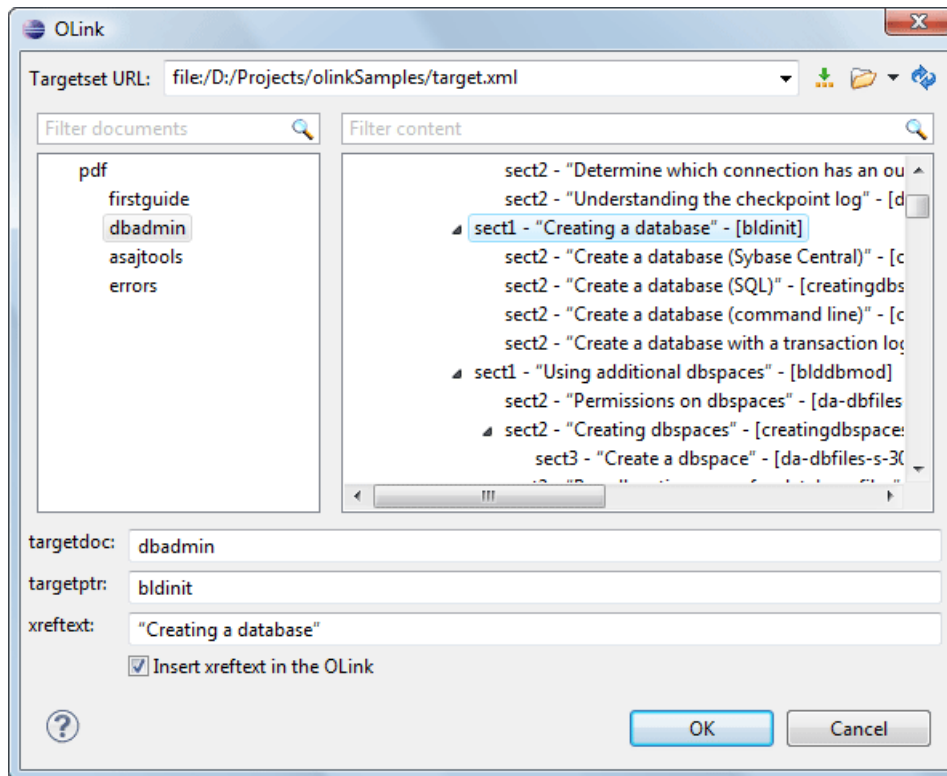 OLink
Targetset URL: file:/D:/Projects/olinkSamples/target.xml
Filter documents
Filter content
pdf
firstguide
dbadmin
asajtools
errors
sect2 - "Determine which connection has an ou
sect2 - "Understanding the checkpoint log" - [d
sect1 - "Creating a database" - [bldinit]
sect2 - "Create a database (Sybase Central)" - [c
sect2 - "Create a database (SQL)" - [creatingdbs
sect2 - "Create a database (command line)" - [c
sect2 - "Create a database with a transaction log
sect1 - "Using additional dbspaces" - [blddbmod]
sect2 - "Permissions on dbspaces" - [da-dbfiles
sect2 - "Creating dbspaces" - [creatingdbspaces
sect3 - "Create a dbspace" - [da-dbfiles-s-30
targetdoc: dbadmin
targetptr: bldinit
xreftext: "Creating a database"
Insert xreftext in the OLink
OK
Cancel